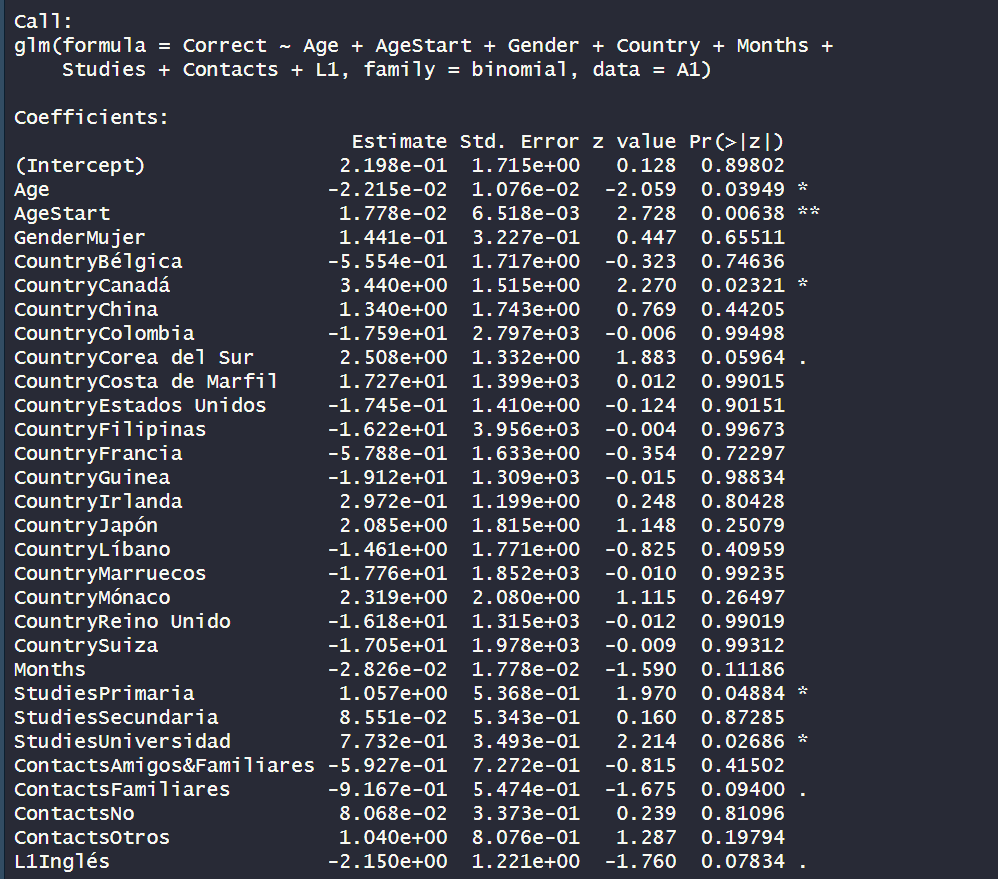 Call:
glm(formula = Correct ~ Age + AgeStart + Gender + Country + Months +
    Studies + Contacts + L1, family = binomial, data = A1)

Coefficients:
                         Estimate Std. Error z value Pr(>|z|)
(Intercept)             2.198e-01  1.715e+00   0.128  0.89802
Age                    -2.215e-02  1.076e-02  -2.059  0.03949 *
AgeStart                1.778e-02  6.518e-03   2.728  0.00638 **
GenderMujer             1.441e-01  3.227e-01   0.447  0.65511
CountryBélgica         -5.554e-01  1.717e+00  -0.323  0.74636
CountryCanadá           3.440e+00  1.515e+00   2.270  0.02321 *
CountryChina            1.340e+00  1.743e+00   0.769  0.44205
CountryColombia        -1.759e+01  2.797e+03  -0.006  0.99498
CountryCorea del Sur    2.508e+00  1.332e+00   1.883  0.05964 .
CountryCosta de Marfil  1.727e+01  1.399e+03   0.012  0.99015
CountryEstados Unidos  -1.745e-01  1.410e+00  -0.124  0.90151
CountryFilipinas       -1.622e+01  3.956e+03  -0.004  0.99673
CountryFrancia         -5.788e-01  1.633e+00  -0.354  0.72297
CountryGuinea          -1.912e+01  1.309e+03  -0.015  0.98834
CountryIrlanda          2.972e-01  1.199e+00   0.248  0.80428
CountryJapón            2.085e+00  1.815e+00   1.148  0.25079
CountryLíbano          -1.461e+00  1.771e+00  -0.825  0.40959
CountryMarruecos       -1.776e+01  1.852e+03  -0.010  0.99235
CountryMónaco           2.319e+00  2.080e+00   1.115  0.26497
CountryReino Unido     -1.618e+01  1.315e+03  -0.012  0.99019
CountrySuiza           -1.705e+01  1.978e+03  -0.009  0.99312
Months                 -2.826e-02  1.778e-02  -1.590  0.11186
StudiesPrimaria         1.057e+00  5.368e-01   1.970  0.04884 *
StudiesSecundaria       8.551e-02  5.343e-01   0.160  0.87285
StudiesUniversidad      7.732e-01  3.493e-01   2.214  0.02686 *
ContactsAmigos&Familiares -5.927e-01  7.272e-01  -0.815  0.41502
ContactsFamiliares     -9.167e-01  5.474e-01  -1.675  0.09400 .
ContactsNo              8.068e-02  3.373e-01   0.239  0.81096
ContactsOtros           1.040e+00  8.076e-01   1.287  0.19794
L1Inglés               -2.150e+00  1.221e+00  -1.760  0.07834 .